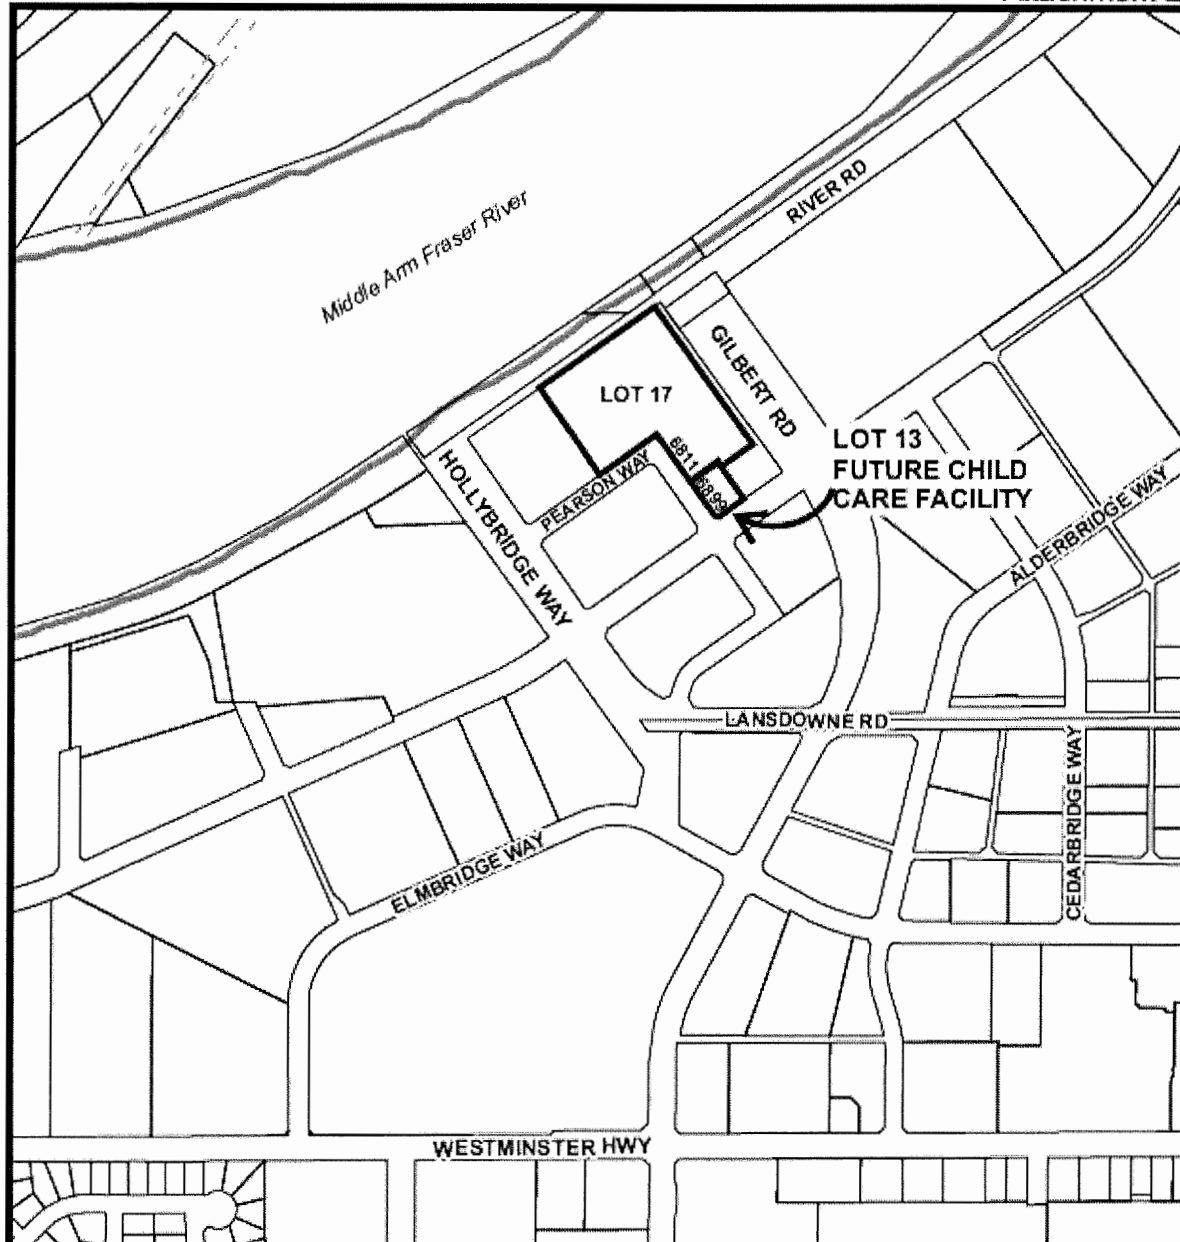 RIVER RD
Middle Arm Fraser River
GILBERT RD
LOT 17
LOT 13
FUTURE CHILD
CARE FACILITY
6811
6899
PEARSON WAY
HOLLYBRIDGE WAY
ALDERBRIDGE WAY
LANSDOWNE RD
CEDARBRIDGE WAY
ELMBRIDGE WAY
WESTMINSTER HWY